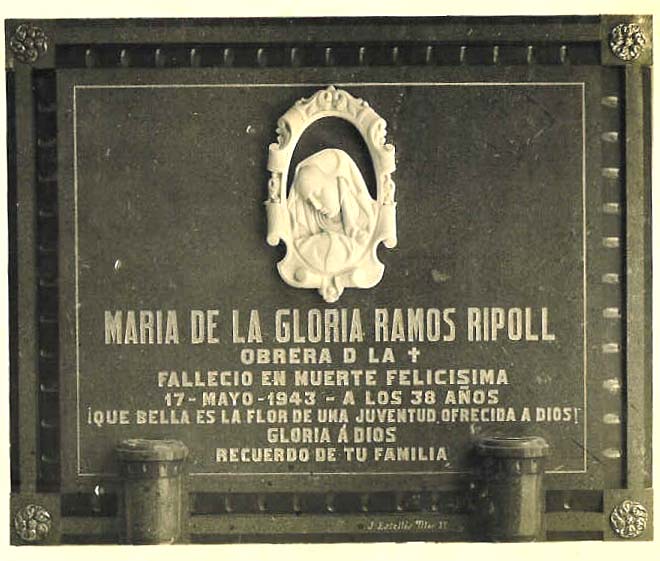 MARIA DE LA GLORIA RAMOS RIPOLL
OBRERA D LA ✝
FALLECIO EN MUERTE FELICISIMA
17-MAYO-1943 - A LOS 38 AÑOS
¡QUE BELLA ES LA FLOR DE UNA JUVENTUD, OFRECIDA A DIOS!
GLORIA Á DIOS
RECUERDO DE TU FAMILIA
J. Estellés